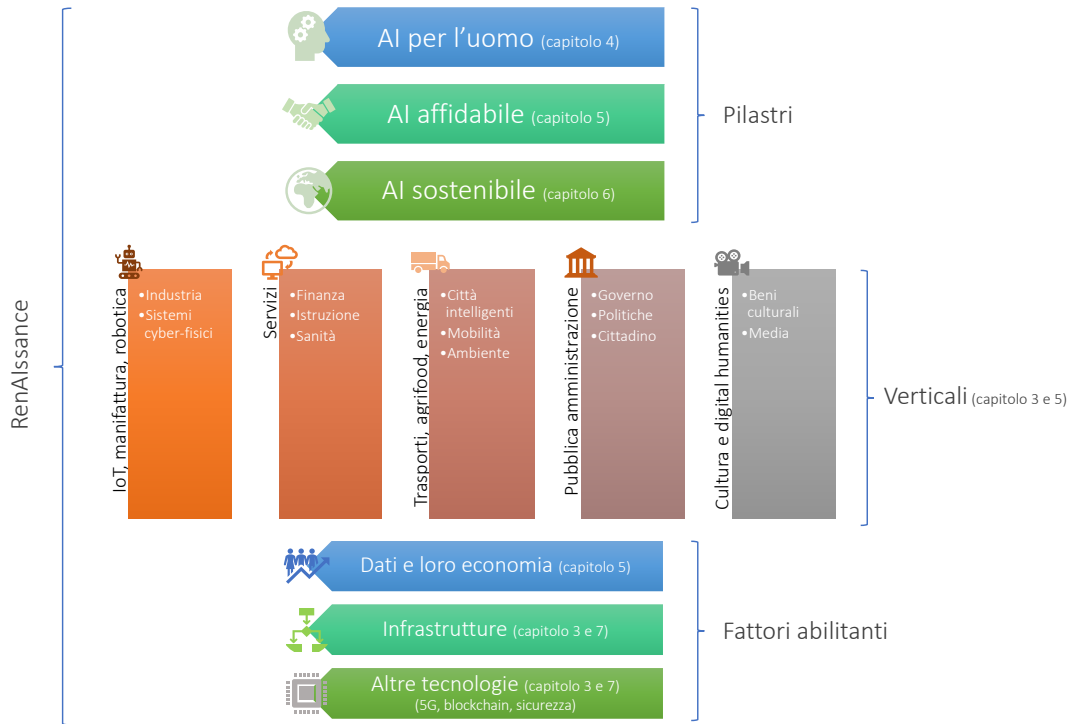 RenAIssance
AI per l'uomo (capitolo 4)
AI affidabile (capitolo 5)
AI sostenibile (capitolo 6)
Pilastri
IoT, manifattura, robotica
•Industria
•Sistemi
cyber-fisici
Servizi
•Finanza
•Istruzione
•Sanità
Trasporti, agrifood, energia
•Città
intelligenti
•Mobilità
•Ambiente
Pubblica amministrazione
•Governo
•Politiche
•Cittadino
Cultura e digital humanities
•Beni
culturali
•Media
Verticali (capitolo 3 e 5)
Dati e loro economia (capitolo 5)
Infrastrutture (capitolo 3 e 7)
Altre tecnologie (capitolo 3 e 7)
(5G, blockchain, sicurezza)
Fattori abilitanti